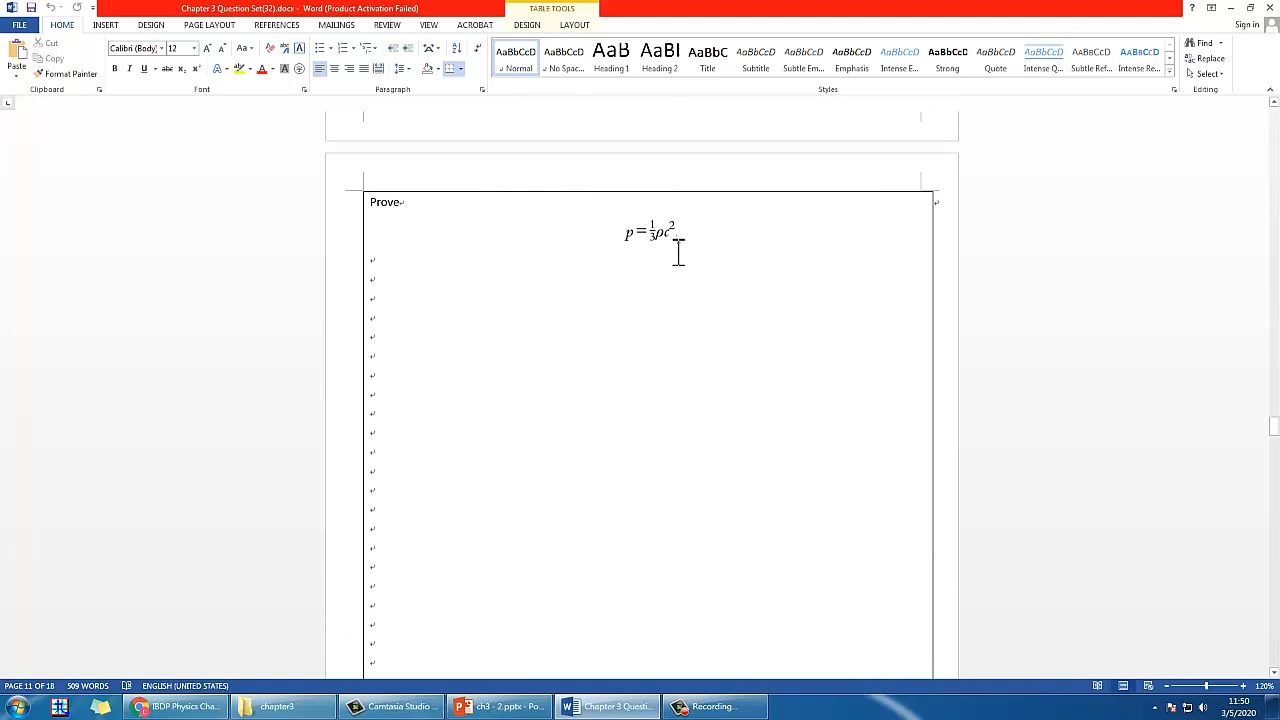 Chapter 3 Question Set(32).docx - Word (Product Activation Failed)
TABLE TOOLS
FILE HOME INSERT DESIGN PAGE LAYOUT REFERENCES MAILINGS REVIEW VIEW ACROBAT DESIGN LAYOUT
Sign in
Paste
Cut
Copy
Format Painter
Calibri (Body) 12
AaBbCcD AaBbCcD AaB AaBI AaBbC AaBbCcD AaBbCcD AaBbCcD AaBbCcD AaBbCcD AaBbCcD AaBbCcD AaBbCcD AaBbCcD
Normal No Spac... Heading 1 Heading 2 Title Subtitle Subtle Em... Emphasis Intense E... Strong Quote Intense Q... Subtle Ref... Intense Re...
Find
Replace
Select
Clipboard Font Paragraph Styles Editing
Prove
p = 1/3 ρc²
PAGE 11 OF 18 509 WORDS ENGLISH (UNITED STATES)
120%
IBDP Physics Cha... chapter3 Camtasia Studio ... ch3 - 2.pptx - Po... Chapter 3 Questi... Recording...
11:50
3/5/2020